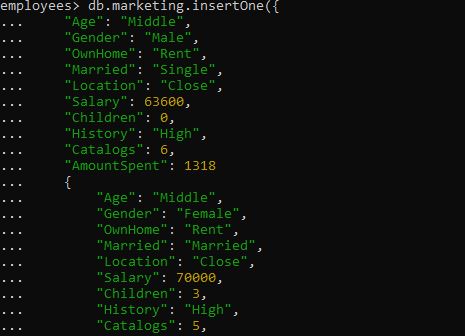 employees> db.marketing.insertOne({
...     "Age": "Middle",
...     "Gender": "Male",
...     "OwnHome": "Rent",
...     "Married": "Single",
...     "Location": "Close",
...     "Salary": 63600,
...     "Children": 0,
...     "History": "High",
...     "Catalogs": 6,
...     "AmountSpent": 1318
...     {
...         "Age": "Middle",
...         "Gender": "Female",
...         "OwnHome": "Rent",
...         "Married": "Married",
...         "Location": "Close",
...         "Salary": 70000,
...         "Children": 3,
...         "History": "High",
...         "Catalogs": 5,